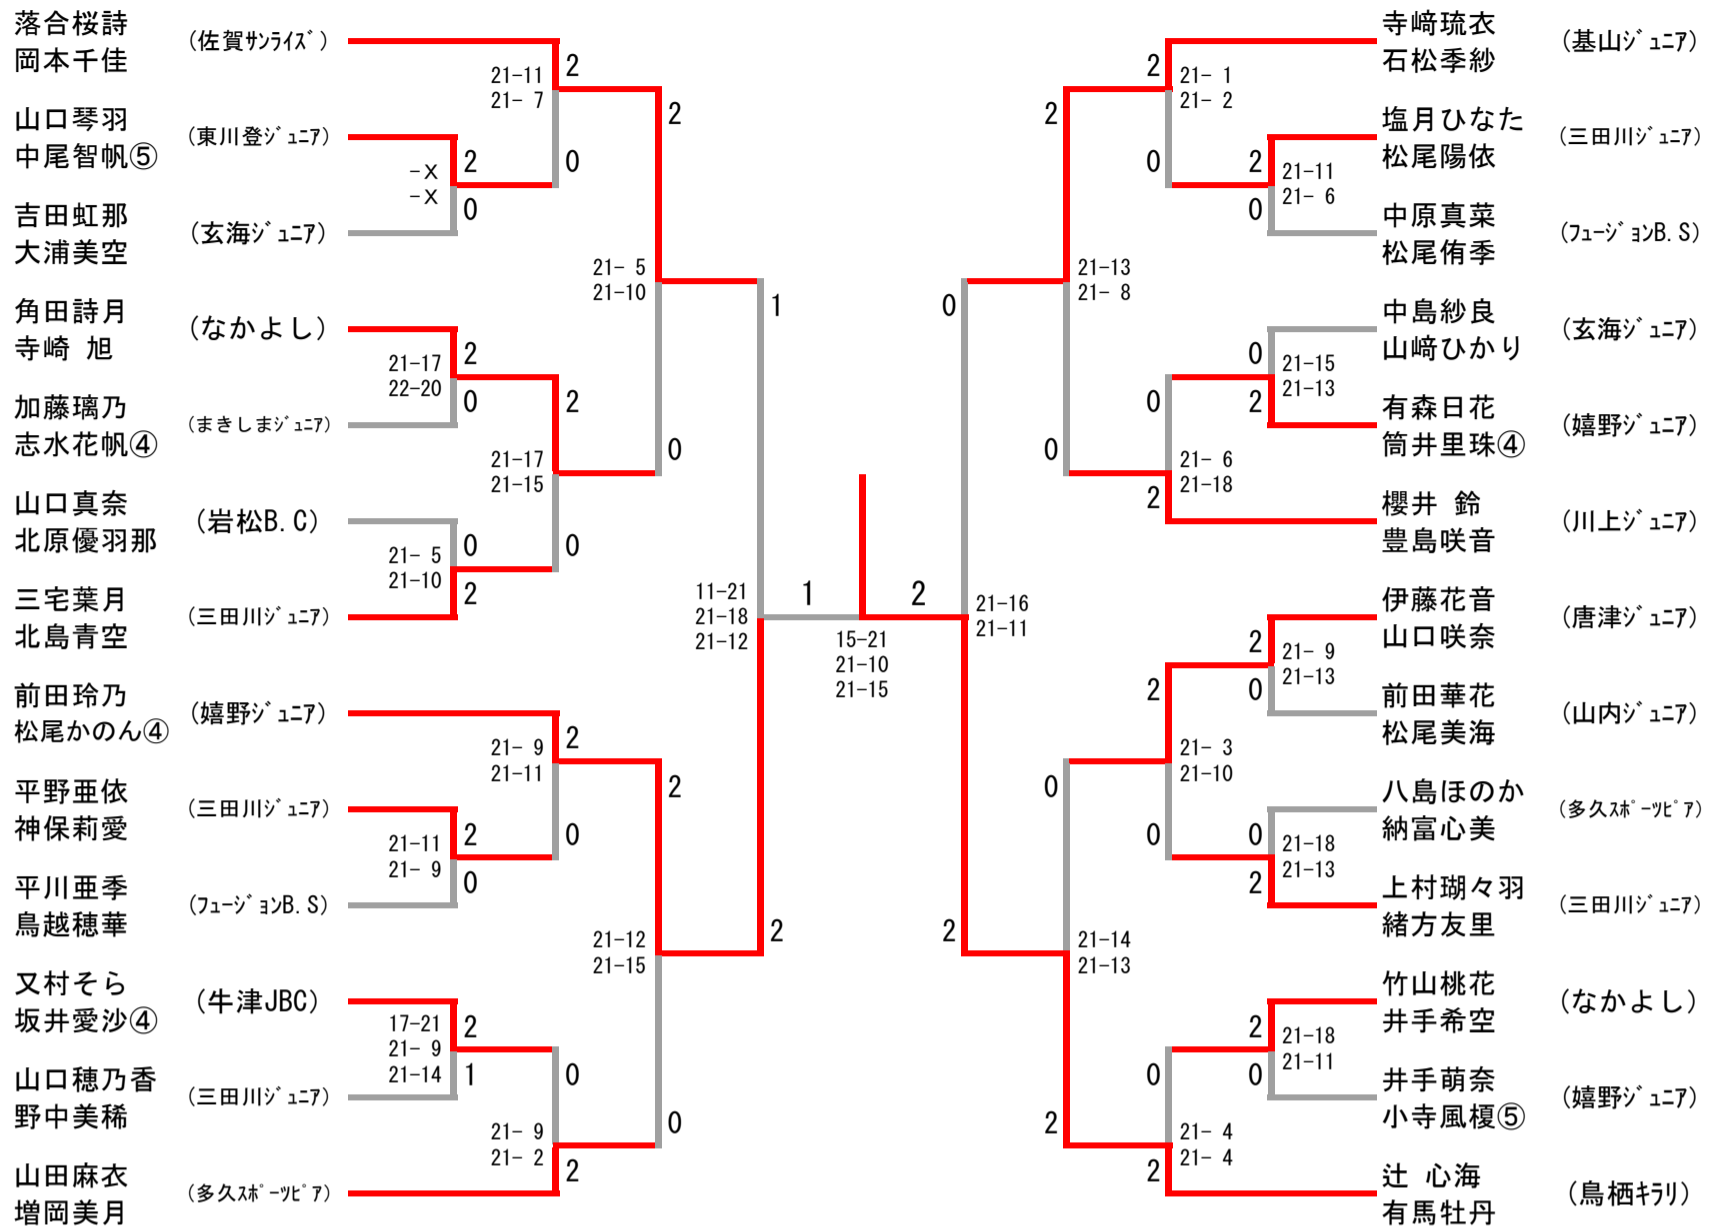 落合桜詩
岡本千佳
(佐賀サンライズ)
山口琴羽
中尾智帆⑤
(東川登ジュニア)
吉田虹那
大浦美空
(玄海ジュニア)
角田詩月
寺崎 旭
(なかよし)
加藤璃乃
志水花帆④
(まきしまジュニア)
山口真奈
北原優羽那
(岩松B.C)
三宅葉月
北島青空
(三田川ジュニア)
前田玲乃
松尾かのん④
(嬉野ジュニア)
平野亜依
神保莉愛
(三田川ジュニア)
平川亜季
鳥越穂華
(フュージョンB.S)
又村そら
坂井愛沙④
(牛津JBC)
山口穂乃香
野中美稀
(三田川ジュニア)
山田麻衣
増岡美月
(多久スポーツピア)
2
21-11
21- 7
0
2
-X
-X
0
2
21-17
22-20
0
0
21- 5
21-10
2
2
21-17
21-15
0
2
21- 5
21-10
0
2
21- 9
21-11
0
2
21-11
21- 9
0
2
17-21
21- 9
21-14
1
0
21- 9
21- 2
2
2
21-12
21-15
0
1
11-21
21-18
21-12
2
1
2
15-21
21-10
21-15
0
21-16
21-11
2
2
21-13
21- 8
0
2
21- 1
21- 2
0
2
21-11
21- 6
0
0
21-15
21-13
2
0
21- 6
21-18
2
2
21- 9
21-13
0
2
21- 3
21-10
0
0
21-18
21-13
2
0
21-14
21-13
2
2
21-18
21-11
0
0
21- 4
21- 4
2
寺﨑琉衣
石松季紗
(基山ジュニア)
塩月ひなた
松尾陽依
(三田川ジュニア)
中原真菜
松尾侑季
(フュージョンB.S)
中島紗良
山﨑ひかり
(玄海ジュニア)
有森日花
筒井里珠④
(嬉野ジュニア)
櫻井 鈴
豊島咲音
(川上ジュニア)
伊藤花音
山口咲奈
(唐津ジュニア)
前田華花
松尾美海
(山内ジュニア)
八島ほのか
納富心美
(多久スポーツピア)
上村瑚々羽
緒方友里
(三田川ジュニア)
竹山桃花
井手希空
(なかよし)
井手萌奈
小寺風榎⑤
(嬉野ジュニア)
辻 心海
有馬牡丹
(鳥栖キラリ)